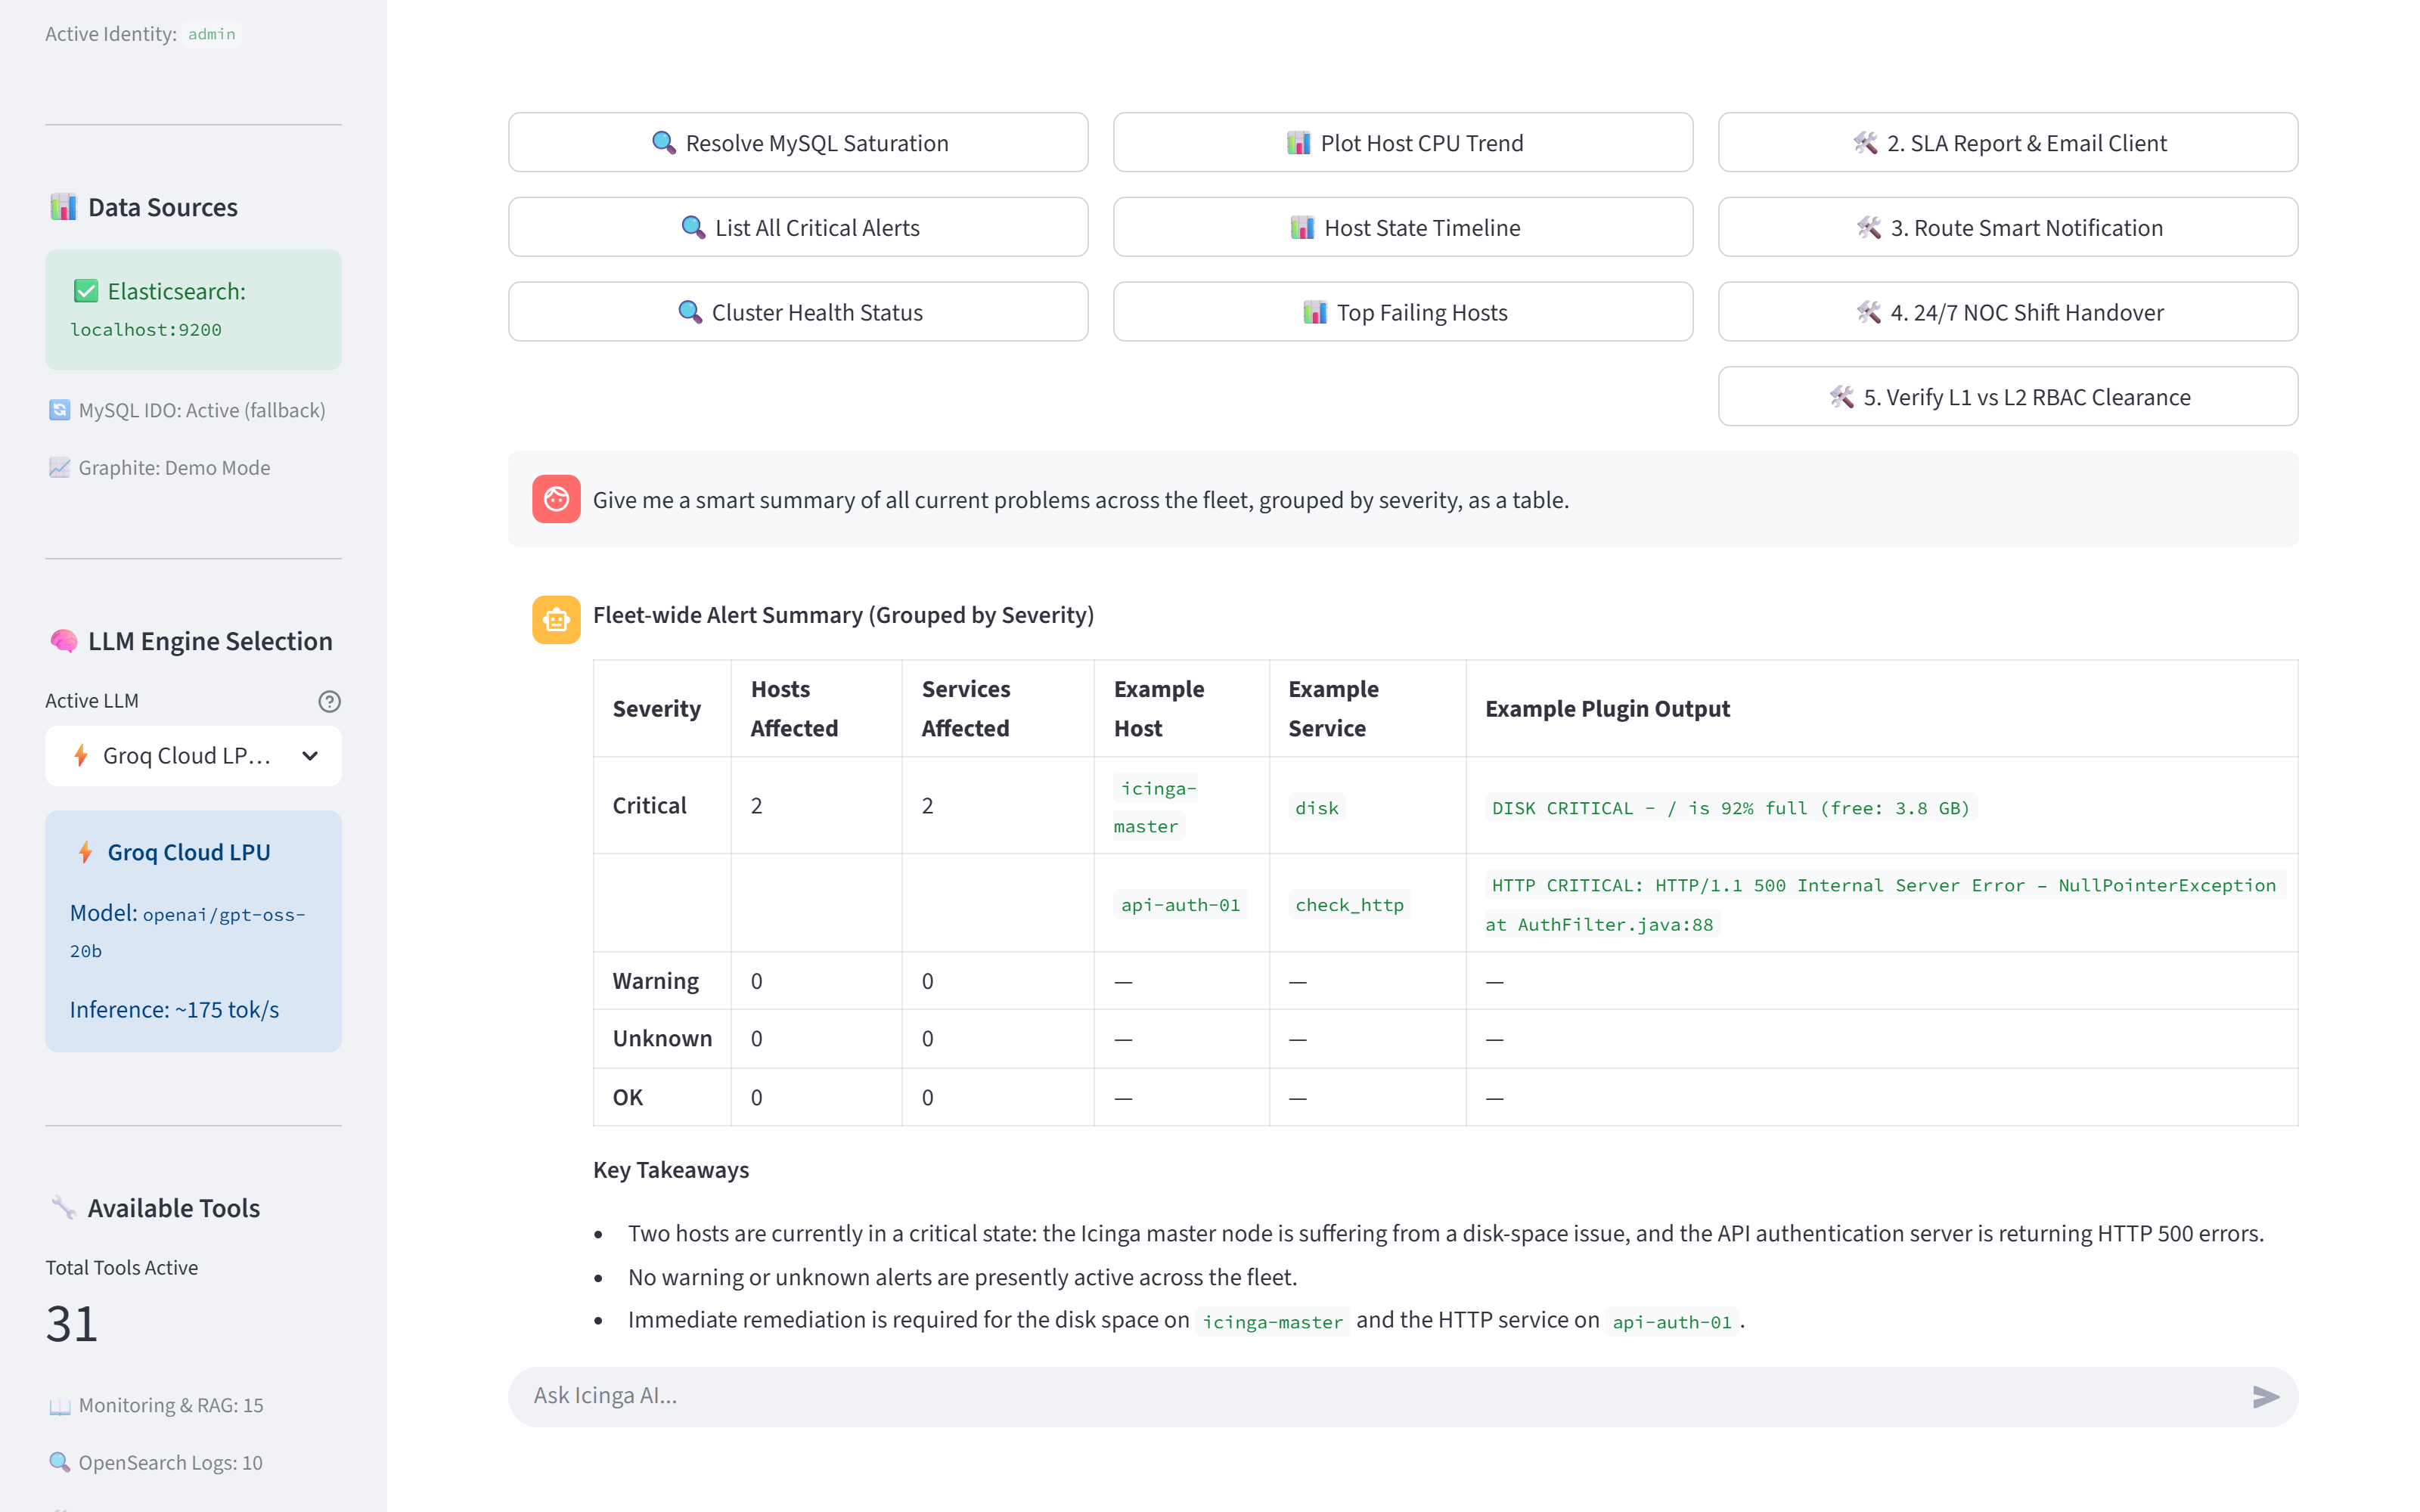 Active Identity: admin
Data Sources
Elasticsearch:
localhost:9200
MySQL IDO: Active (fallback)
Graphite: Demo Mode
LLM Engine Selection
Active LLM
Groq Cloud LP...
Groq Cloud LPU
Model: openai/gpt-oss-
20b
Inference: ~175 tok/s
Available Tools
Total Tools Active
31
Monitoring & RAG: 15
OpenSearch Logs: 10
Resolve MySQL Saturation
Plot Host CPU Trend
2. SLA Report & Email Client
List All Critical Alerts
Host State Timeline
3. Route Smart Notification
Cluster Health Status
Top Failing Hosts
4. 24/7 NOC Shift Handover
5. Verify L1 vs L2 RBAC Clearance
Give me a smart summary of all current problems across the fleet, grouped by severity, as a table.
Fleet-wide Alert Summary (Grouped by Severity)
Severity
Hosts
Affected
Services
Affected
Example
Host
Example
Service
Example Plugin Output
Critical
2
2
icinga-
master
disk
DISK CRITICAL - / is 92% full (free: 3.8 GB)
api-auth-01
check_http
HTTP CRITICAL: HTTP/1.1 500 Internal Server Error – NullPointerException
at AuthFilter.java:88
Warning
0
0
—
—
—
Unknown
0
0
—
—
—
OK
0
0
—
—
—
Key Takeaways
• Two hosts are currently in a critical state: the Icinga master node is suffering from a disk-space issue, and the API authentication server is returning HTTP 500 errors.
• No warning or unknown alerts are presently active across the fleet.
• Immediate remediation is required for the disk space on icinga-master and the HTTP service on api-auth-01.
Ask Icinga AI...